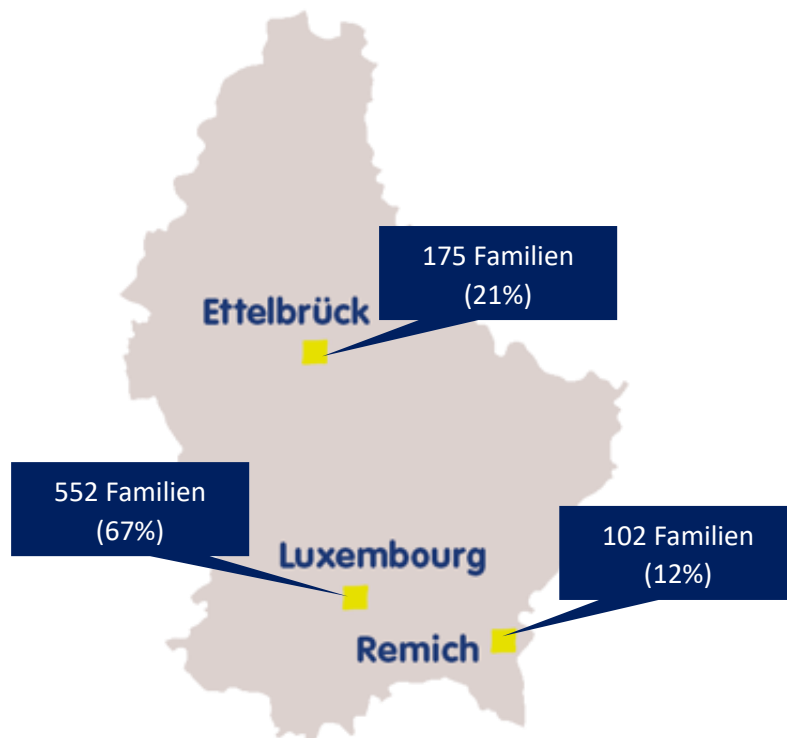 175 Familien
(21%)
Ettelbrück
552 Familien
(67%)
Luxembourg
102 Familien
(12%)
Remich